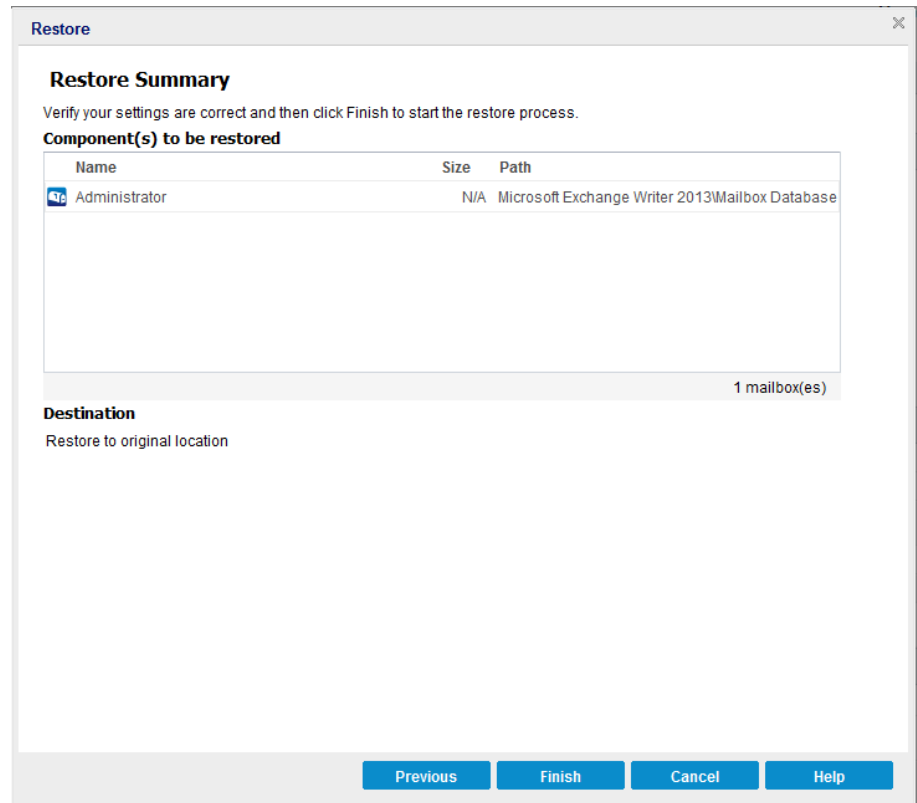 Restore
Restore Summary
Verify your settings are correct and then click Finish to start the restore process.
Component(s) to be restored
Name Size Path
Administrator N/A Microsoft Exchange Writer 2013\Mailbox Database
1 mailbox(es)
Destination
Restore to original location
Previous Finish Cancel Help